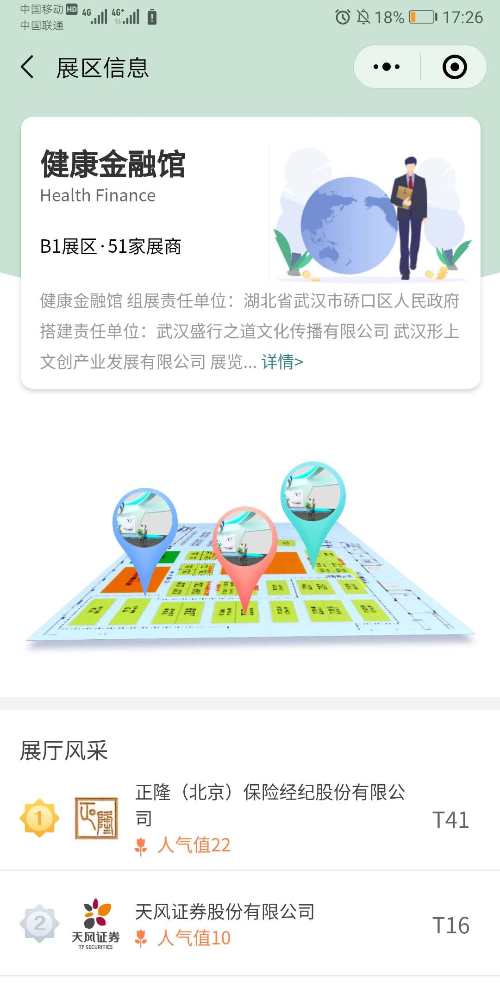 中国移动 HD 4G 4G+ 18% 17:26
中国联通
展区信息
健康金融馆
Health Finance
B1展区·51家展商
健康金融馆 组展责任单位：湖北省武汉市硚口区人民政府
搭建责任单位：武汉盛行之道文化传播有限公司 武汉形上
文创产业发展有限公司 展览... 详情>
展厅风采
正隆（北京）保险经纪股份有限公
司
1
正隆
T41
人气值22
天风证券股份有限公司
2
天风证券
TF SECURITIES
T16
人气值10